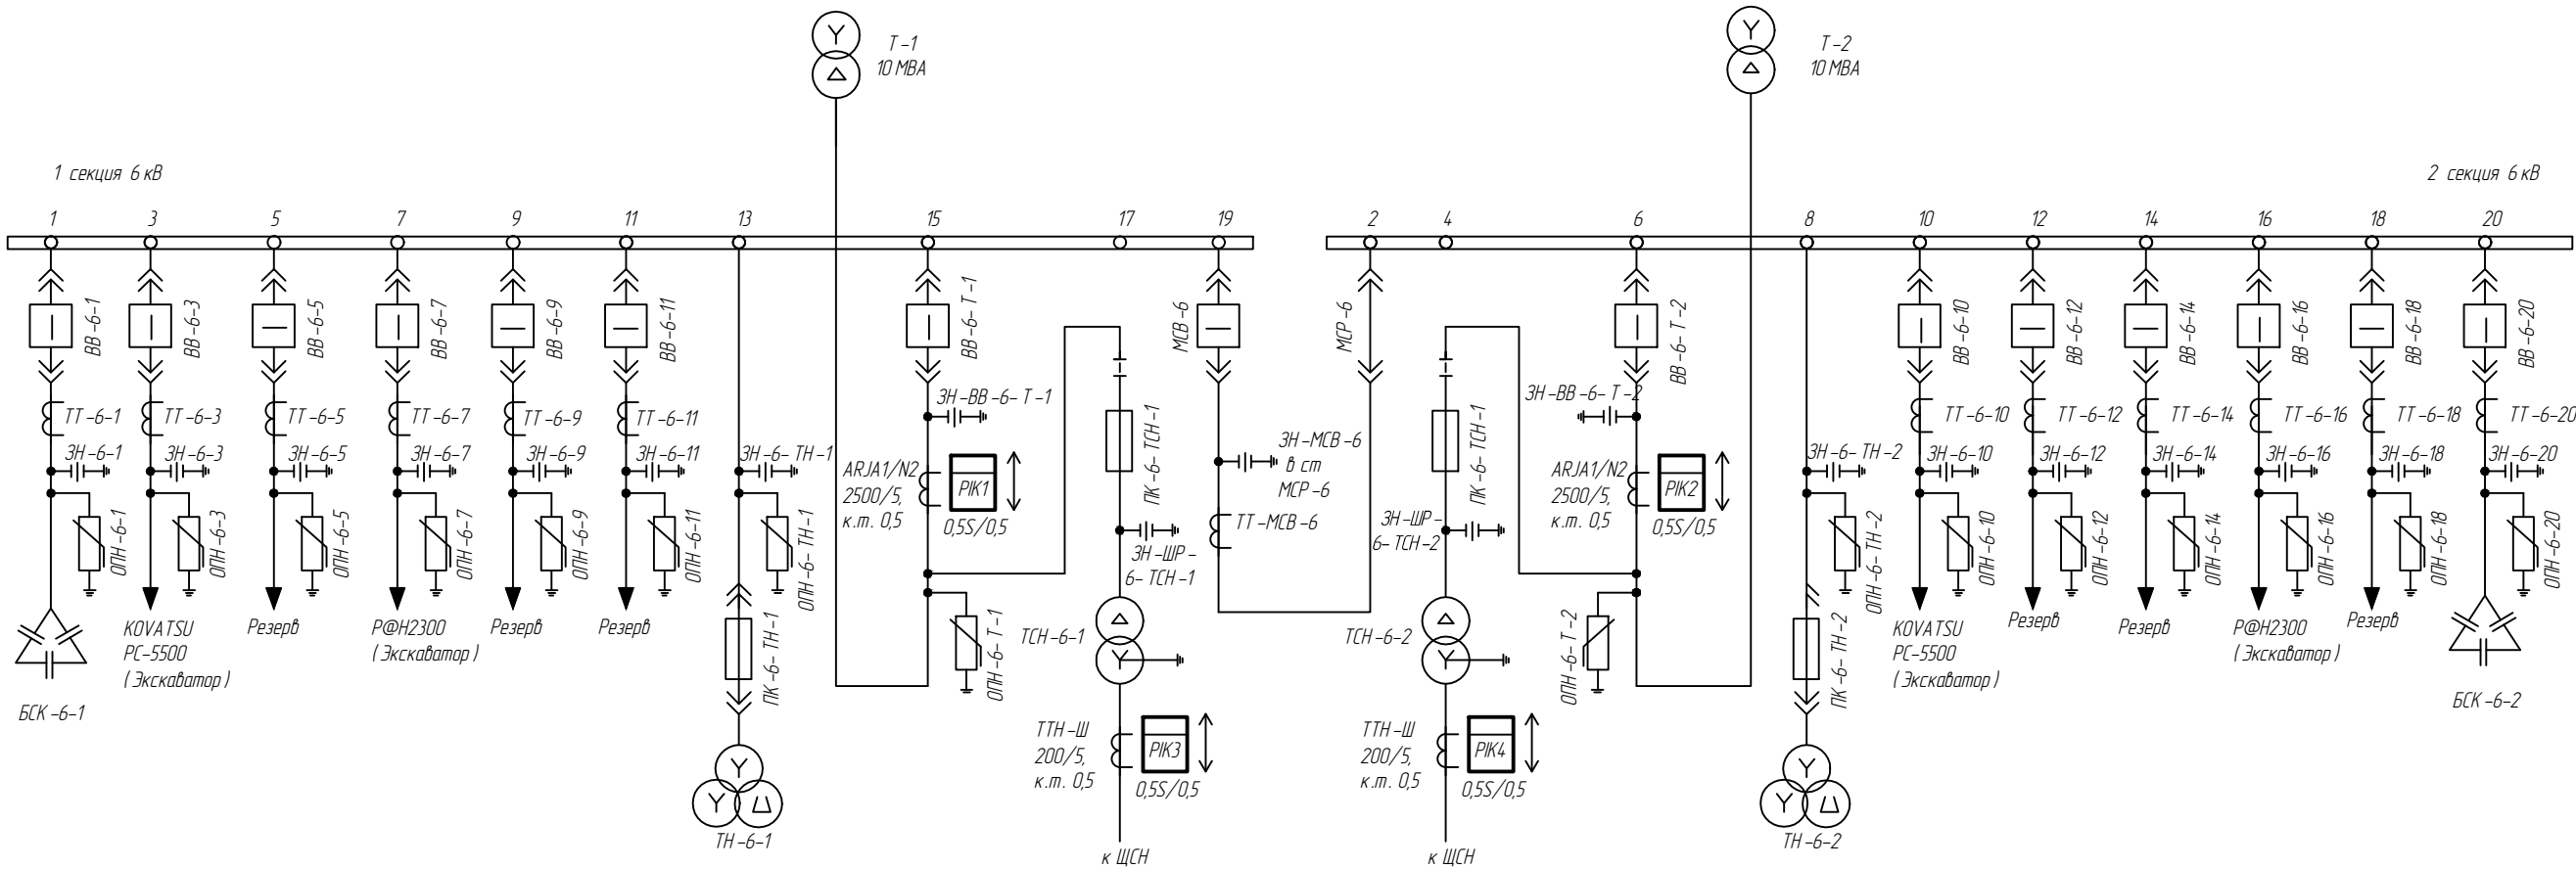 Т-1
10 МВА
Т-2
10 МВА
1 секция 6 кВ
2 секция 6 кВ
1
3
5
7
9
11
13
15
17
19
2
4
6
8
10
12
14
16
18
20
ВВ-6-1
ВВ-6-3
ВВ-6-5
ВВ-6-7
ВВ-6-9
ВВ-6-11
ВВ-6-Т-1
МСВ-6
МСР-6
ВВ-6-Т-2
ВВ-6-10
ВВ-6-12
ВВ-6-14
ВВ-6-16
ВВ-6-18
ВВ-6-20
ТТ-6-1
ТТ-6-3
ТТ-6-5
ТТ-6-7
ТТ-6-9
ТТ-6-11
ЗН-ВВ-6-Т-1
ПК-6-ТСН-1
ПК-6-ТСН-1
ЗН-ВВ-6-Т-2
ТТ-6-10
ТТ-6-12
ТТ-6-14
ТТ-6-16
ТТ-6-18
ТТ-6-20
ЗН-6-1
ЗН-6-3
ЗН-6-5
ЗН-6-7
ЗН-6-9
ЗН-6-11
ЗН-6-ТН-1
ARJA1/N2
2500/5,
к.т. 0,5
PIK1
0,5S/0,5
ЗН-МСВ-6
в ст
МСР-6
ТТ-МСВ-6
ARJA1/N2
2500/5,
к.т. 0,5
PIK2
0,5S/0,5
ЗН-6-ТН-2
ЗН-6-10
ЗН-6-12
ЗН-6-14
ЗН-6-16
ЗН-6-18
ЗН-6-20
ОПН-6-1
ОПН-6-3
ОПН-6-5
ОПН-6-7
ОПН-6-9
ОПН-6-11
ОПН-6-ТН-1
ЗН-ШР-
6-ТСН-1
ЗН-ШР-
6-ТСН-2
ОПН-6-ТН-2
ОПН-6-10
ОПН-6-12
ОПН-6-14
ОПН-6-16
ОПН-6-18
ОПН-6-20
KOVATSU
PC-5500
(Экскаватор)
Резерв
P@H2300
(Экскаватор)
Резерв
Резерв
ПК-6-ТН-1
ОПН-6-Т-1
ТСН-6-1
ТСН-6-2
ОПН-6-Т-2
ПК-6-ТН-2
KOVATSU
PC-5500
(Экскаватор)
Резерв
Резерв
P@H2300
(Экскаватор)
Резерв
БСК-6-1
БСК-6-2
ТТН-Ш
200/5,
к.т. 0,5
PIK3
0,5S/0,5
ТТН-Ш
200/5,
к.т. 0,5
PIK4
0,5S/0,5
ТН-6-1
ТН-6-2
к ЩСН
к ЩСН